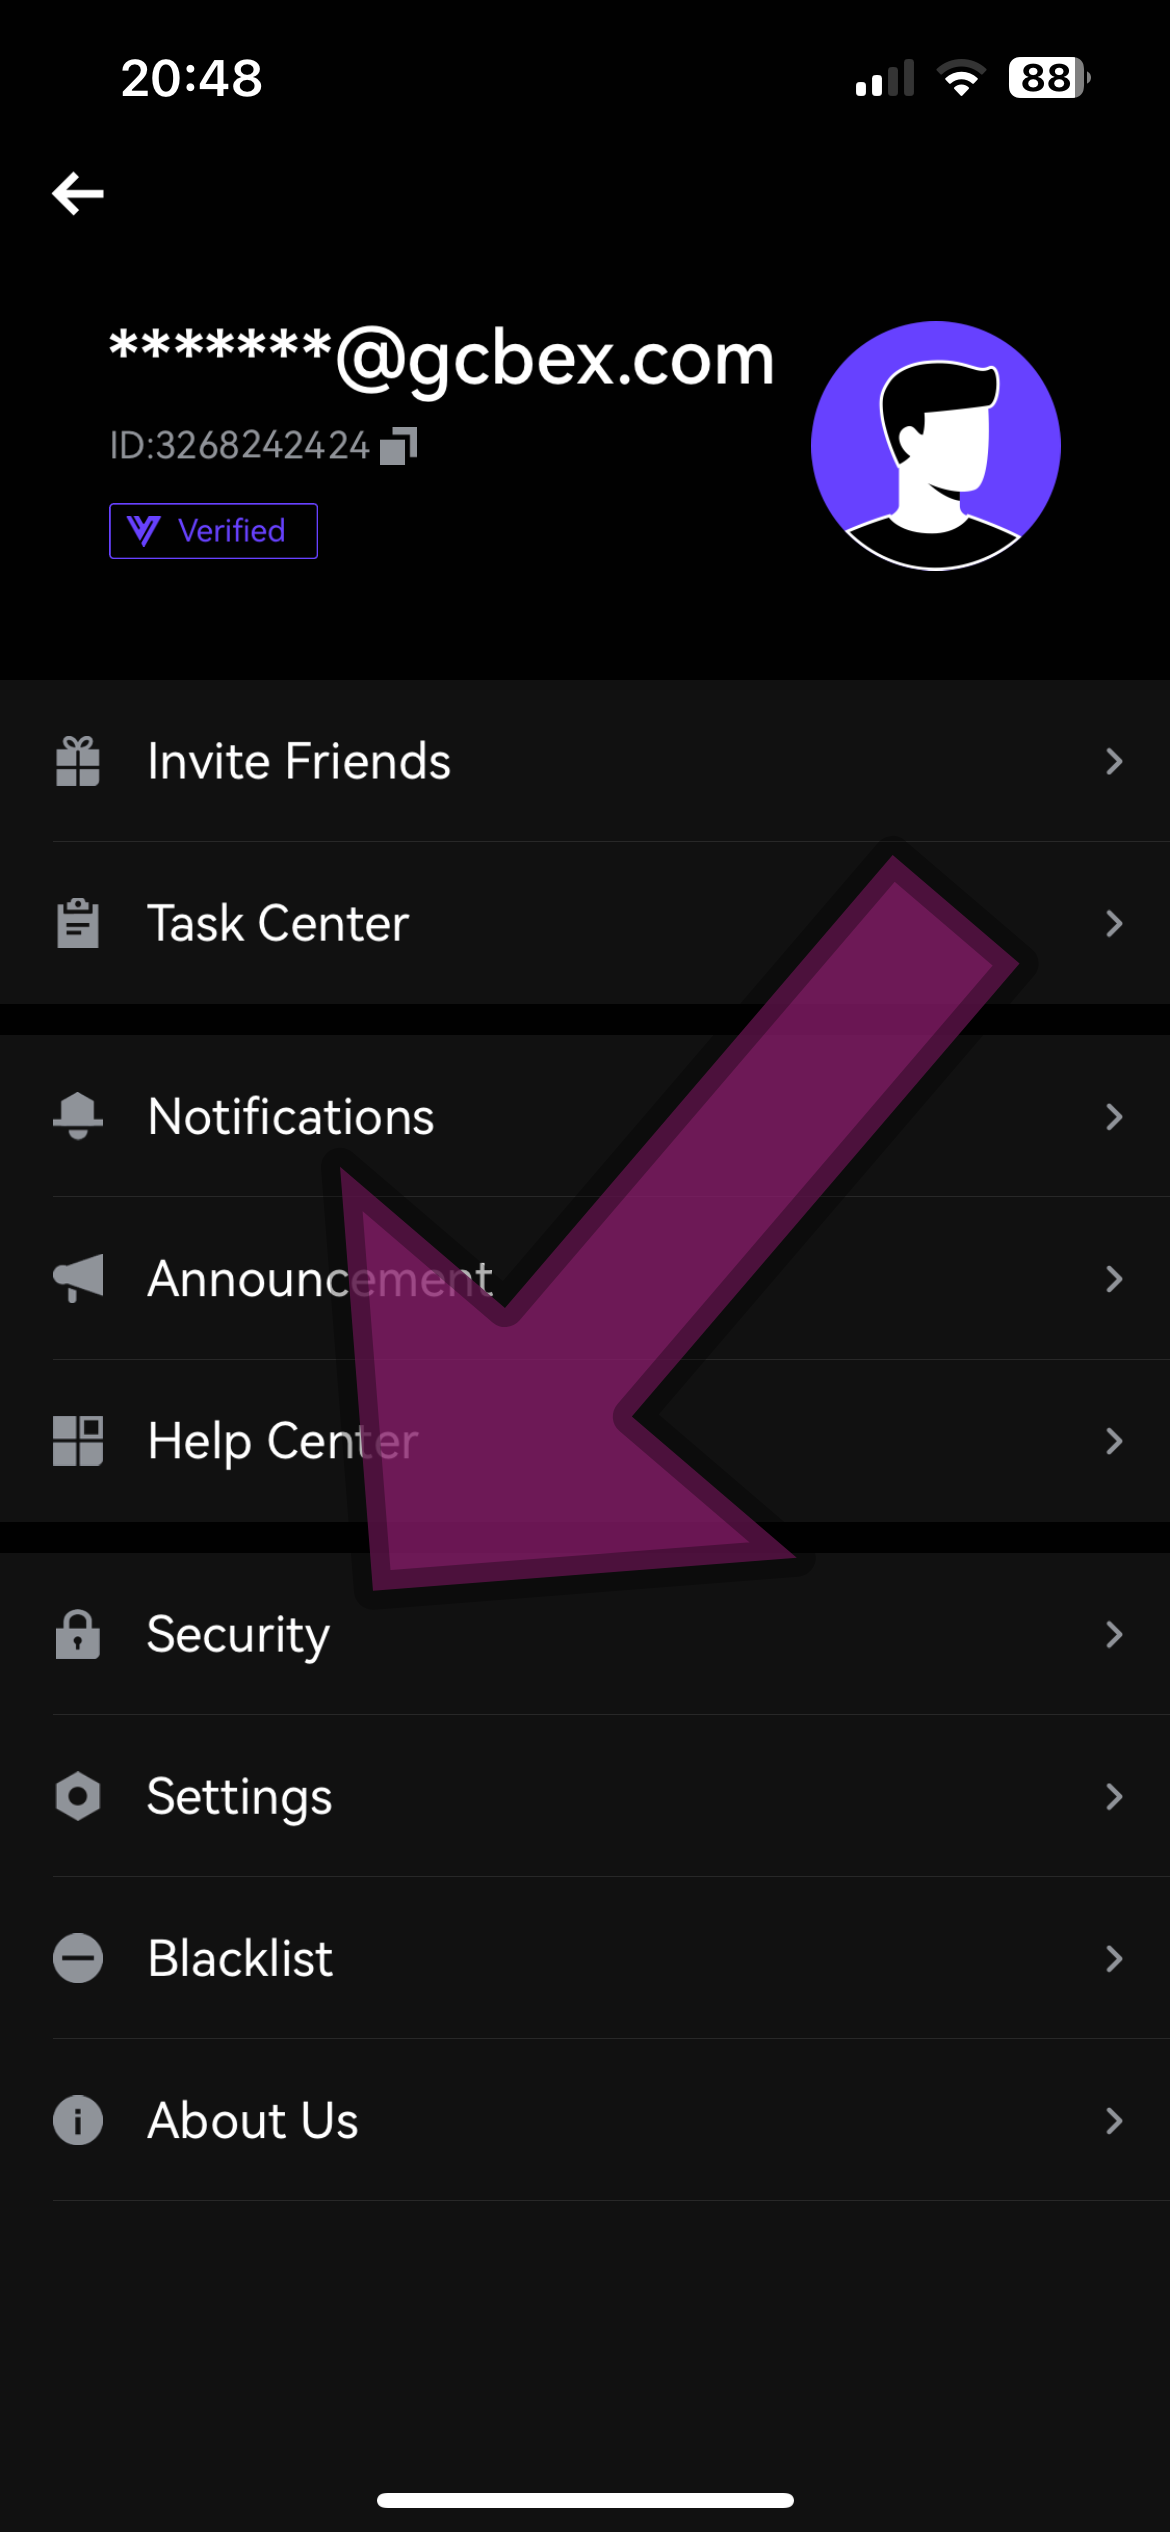 20:48
88
*******@gcbex.com
ID:3268242424
Verified
Invite Friends
Task Center
Notifications
Announcement
Help Center
Security
Settings
Blacklist
About Us